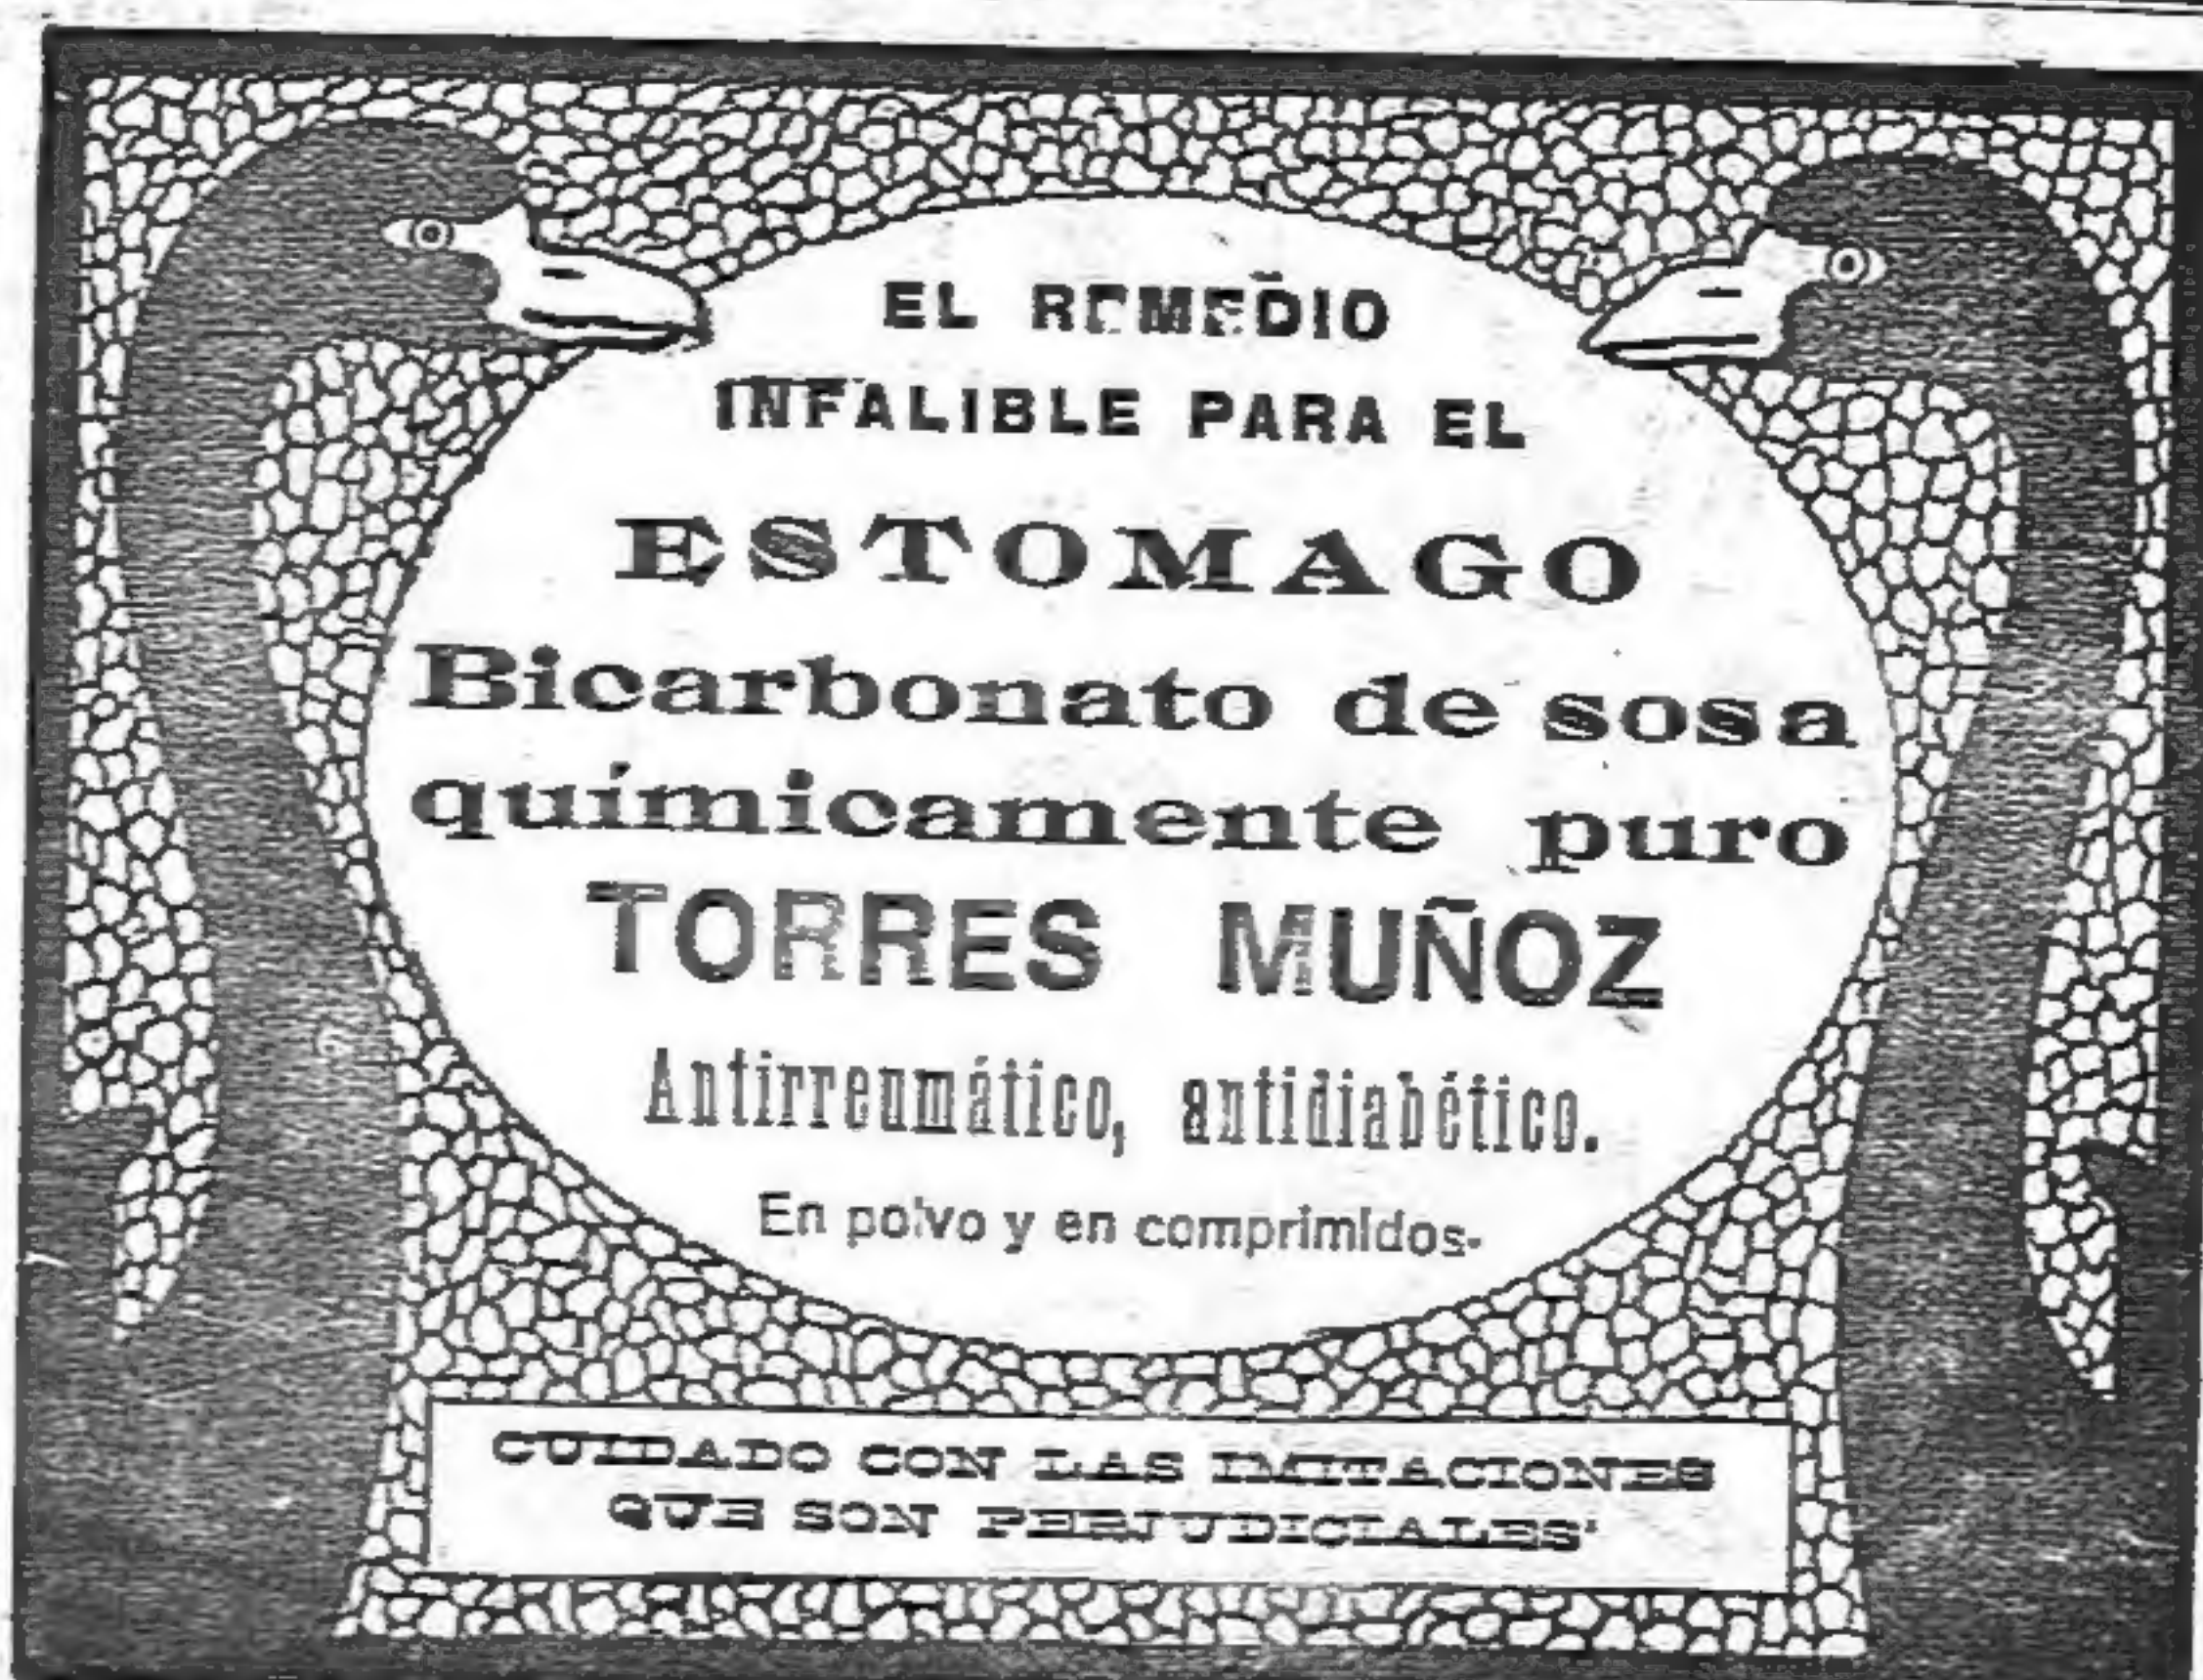 EL REMEDIO
INFALIBLE PARA EL
ESTOMAGO
Bicarbonato de sosa
químicamente puro
TORRES MUÑOZ
Antirreumático, antidiabético.
En polvo y en comprimidos.
CUIDADO CON LAS IMITACIONES
QUE SON PERJUDICIALES